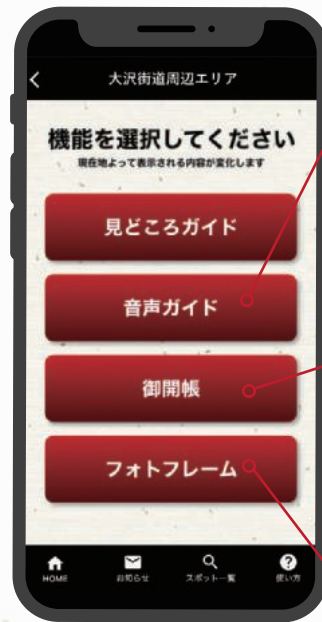 大沢街道周辺エリア
機能を選択してください
現在地よって表示される内容が変化します
見どころガイド
音声ガイド
御開帳
フォトフレーム
HOME
お知らせ
スポット一覧
使い方